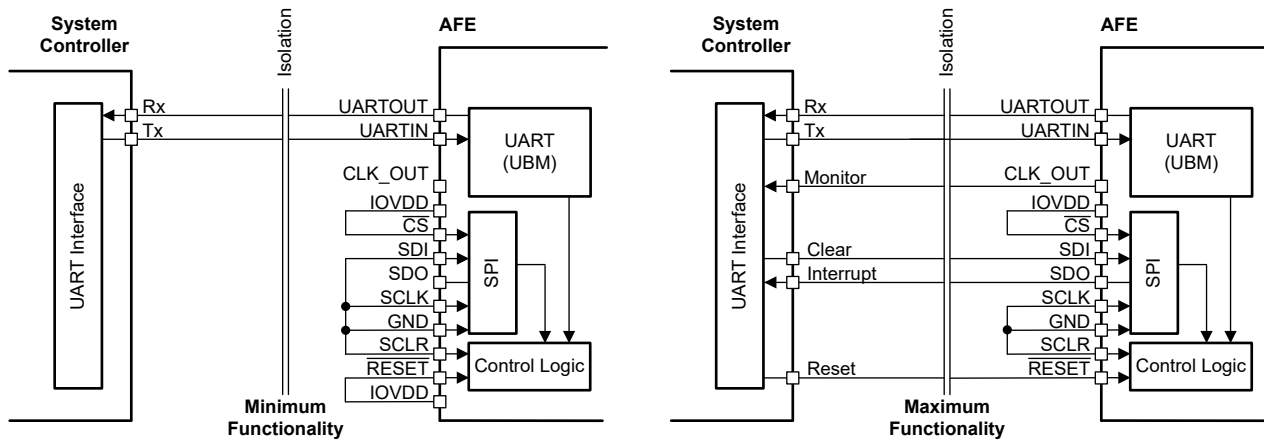 System
Controller
Isolation
AFE
Rx
UARTOUT
Tx
UARTIN
UART
(UBM)
CLK_OUT
IOVDD
CS
SDI
SDO
SCLK
GND
SCLR
RESET
IOVDD
SPI
Control Logic
UART Interface
Minimum
Functionality
System
Controller
Isolation
AFE
Rx
UARTOUT
Tx
UARTIN
UART
(UBM)
Monitor
CLK_OUT
IOVDD
CS
Clear
SDI
Interrupt
SDO
SCLK
GND
SCLR
Reset
RESET
SPI
Control Logic
UART Interface
Maximum
Functionality